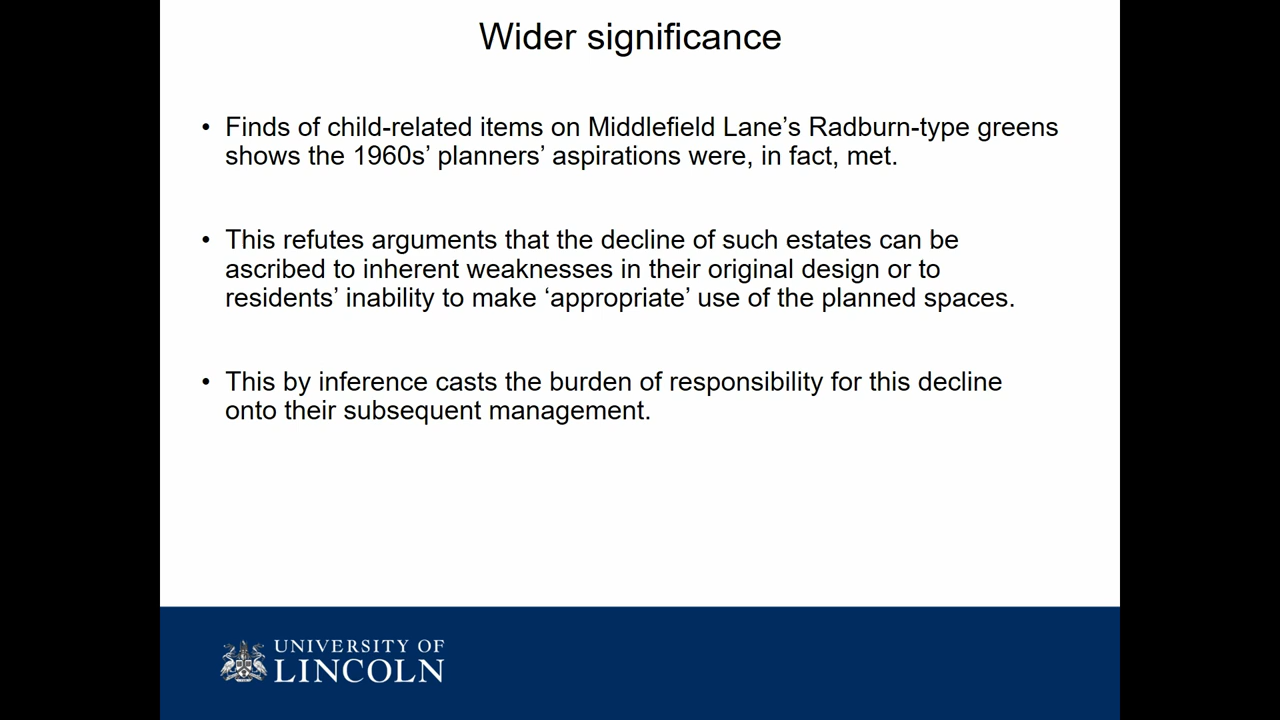 Wider significance
• Finds of child-related items on Middlefield Lane’s Radburn-type greens
shows the 1960s’ planners’ aspirations were, in fact, met.
• This refutes arguments that the decline of such estates can be
ascribed to inherent weaknesses in their original design or to
residents’ inability to make ‘appropriate’ use of the planned spaces.
• This by inference casts the burden of responsibility for this decline
onto their subsequent management.
UNIVERSITY OF
LINCOLN